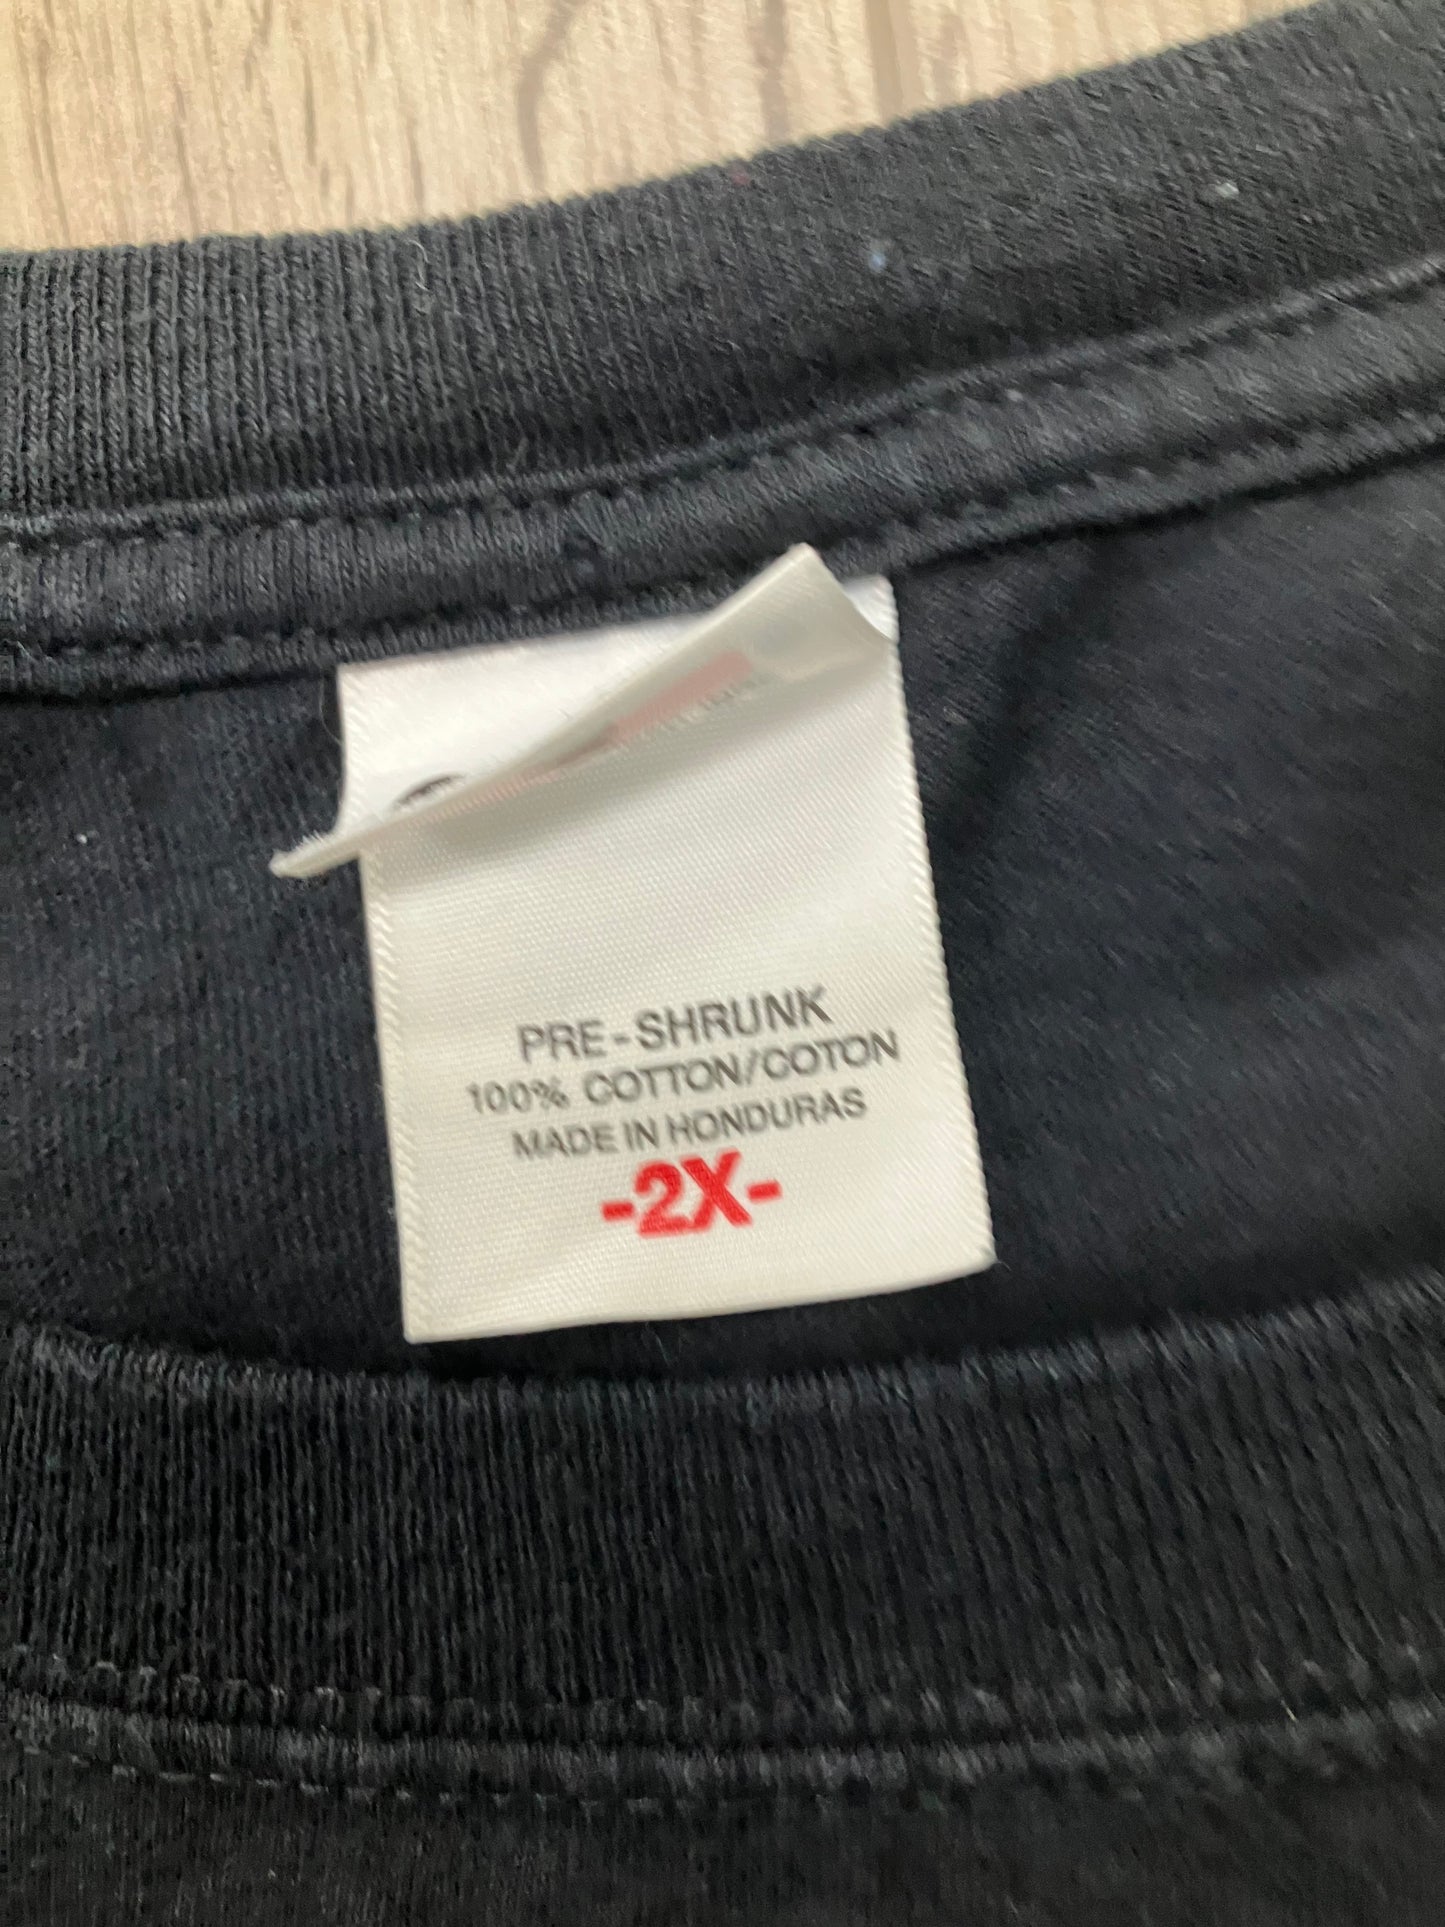 PRE-SHRUNK
100% COTTON/COTON
MADE IN HONDURAS
-2X-